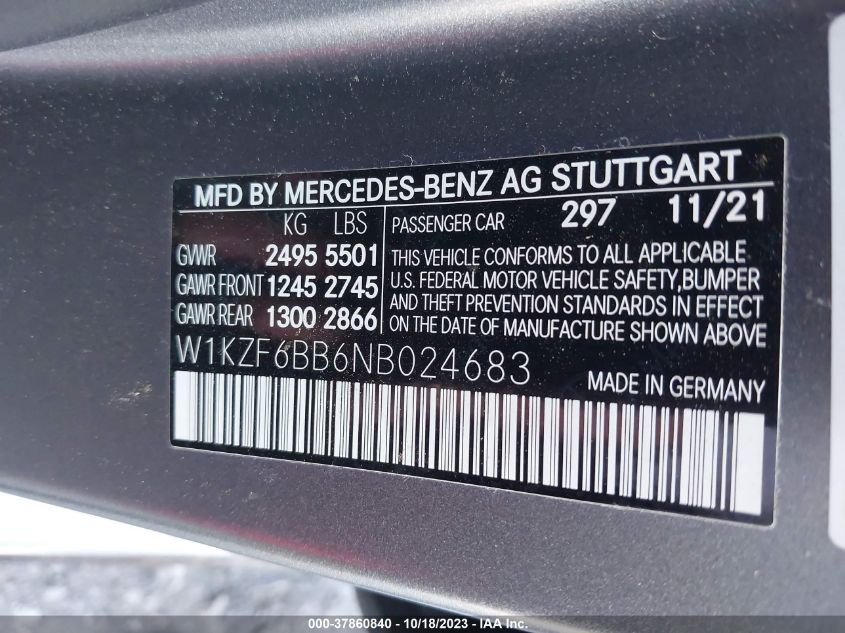 MFD BY MERCEDES-BENZ AG STUTTGART
KG LBS
GVWR 2495 5501
GAWR FRONT 1245 2745
GAWR REAR 1300 2866
PASSENGER CAR 297 11/21
THIS VEHICLE CONFORMS TO ALL APPLICABLE
U.S. FEDERAL MOTOR VEHICLE SAFETY,BUMPER
AND THEFT PREVENTION STANDARDS IN EFFECT
ON THE DATE OF MANUFACTURE SHOWN ABOVE
W1KZF6BB6NB024683
MADE IN GERMANY
000-37860840 - 10/18/2023 - IAA Inc.